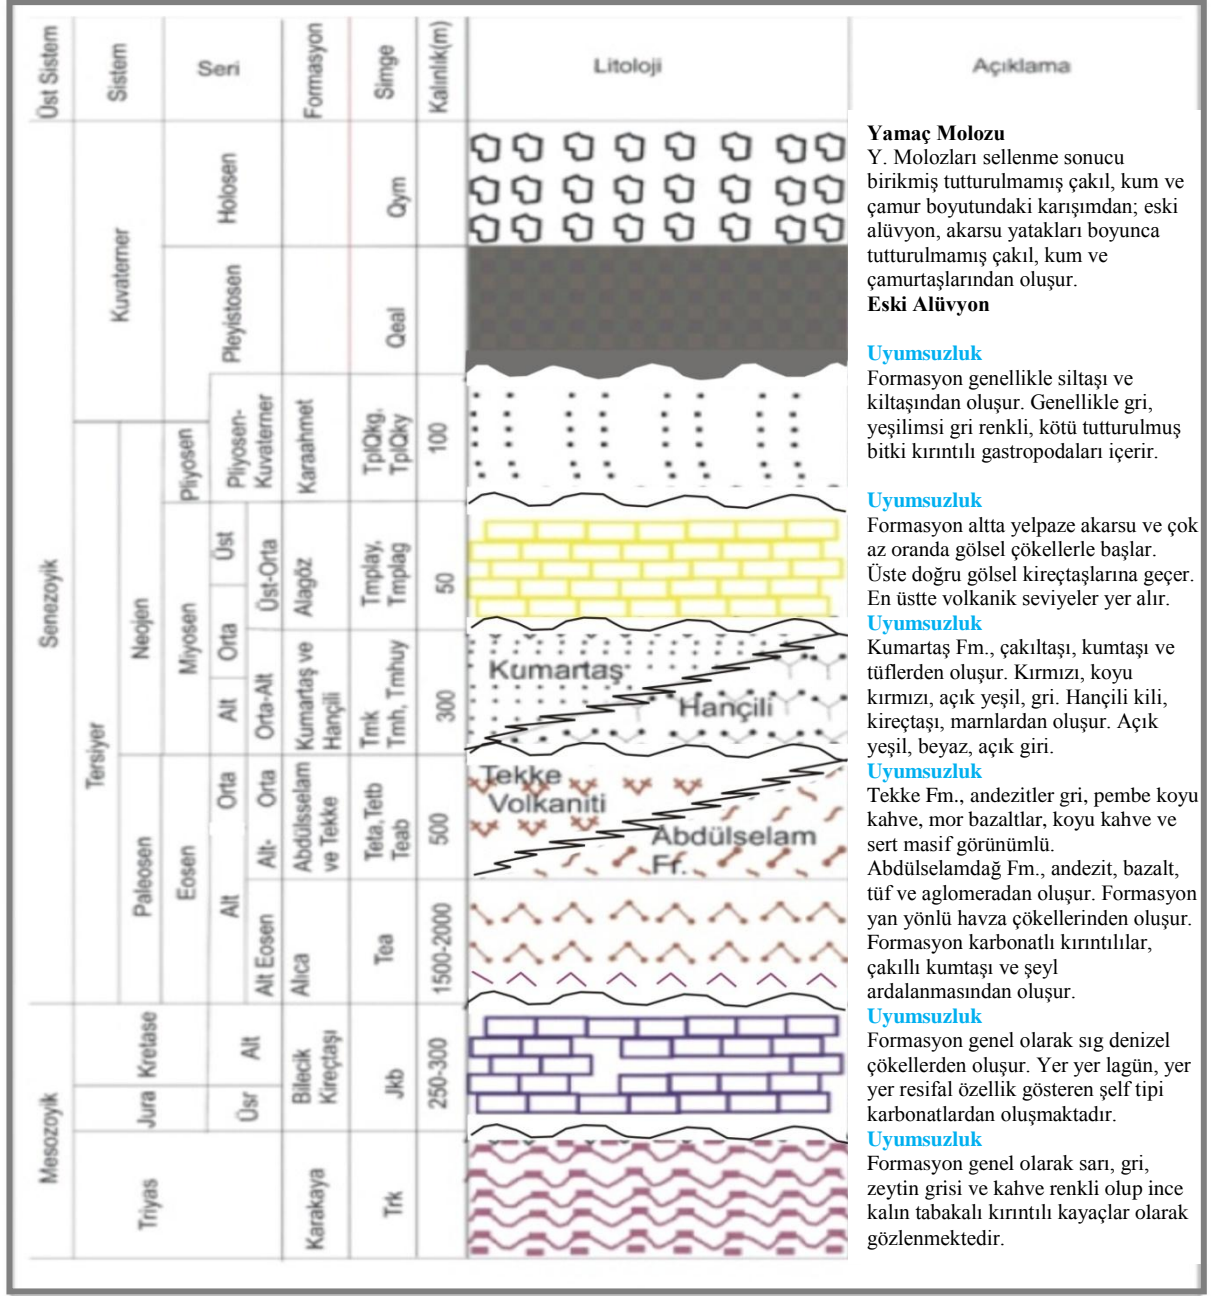 Üst Sistem
Sistem
Seri
Formasyon
Simge
Kalınlık(m)
Litoloji
Açıklama
Senezoyik
Kuvaterner
Holosen
Qym
Yamaç Molozu
Y. Molozları sellenme sonucu
birikmiş tutturulmamış çakıl, kum ve
çamur boyutundaki karışımdan; eski
alüvyon, akarsu yatakları boyunca
tutturulmamış çakıl, kum ve
çamurtaşlarından oluşur.
Eski Alüvyon
Pleyistosen
Qeal
Uyumsuzluk
Tersiyer
Neojen
Pliyosen
Pliyosen-
Kuvaterner
Karaahmet
TplQkg,
TplQky
100
Formasyon genellikle siltaşı ve
kiltaşından oluşur. Genellikle gri,
yeşilimsi gri renkli, kötü tutturulmuş
bitki kırıntılı gastropodaları içerir.
Uyumsuzluk
Miyosen
Üst
Üst-Orta
Alagöz
Tmplay,
Tmplag
50
Formasyon altta yelpaze akarsu ve çok
az oranda gölsel çökellerle başlar.
Üste doğru gölsel kireçtaşlarına geçer.
En üstte volkanik seviyeler yer alır.
Uyumsuzluk
Orta
Alt
Orta-Alt
Kumartaş ve
Hançili
Tmk
Tmh, Tmhuy
300
Kumartaş
Hançili
Kumartaş Fm., çakıltaşı, kumtaşı ve
tüflerden oluşur. Kırmızı, koyu
kırmızı, açık yeşil, gri. Hançili kili,
kireçtaşı, marnlardan oluşur. Açık
yeşil, beyaz, açık giri.
Uyumsuzluk
Paleosen
Eosen
Orta
Alt-
Orta
Abdülsselam
ve Tekke
Teta,Tetb
Teab
500
Tekke
Volkaniti
Abdülselam
Fr.
Tekke Fm., andezitler gri, pembe koyu
kahve, mor bazaltlar, koyu kahve ve
sert masif görünümlü.
Abdülselamdağ Fm., andezit, bazalt,
tüf ve aglomeradan oluşur. Formasyon
yan yönlü havza çökellerinden oluşur.
Alt
Alt Eosen
Alıca
Tea
1500-2000
Formasyon karbonatlı kırıntılılar,
çakıllı kumtaşı ve şeyl
ardalanmasından oluşur.
Uyumsuzluk
Mesozoyik
Kretase
Alt
Jura
Üsr
Bilecik
Kireçtaşı
Jkb
250-300
Formasyon genel olarak sıg denizel
çökellerden oluşur. Yer yer lagün, yer
yer resifal özellik gösteren şelf tipi
karbonatlardan oluşmaktadır.
Uyumsuzluk
Triyas
Karakaya
Trk
Formasyon genel olarak sarı, gri,
zeytin grisi ve kahve renkli olup ince
kalın tabakalı kırıntılı kayaçlar olarak
gözlenmektedir.